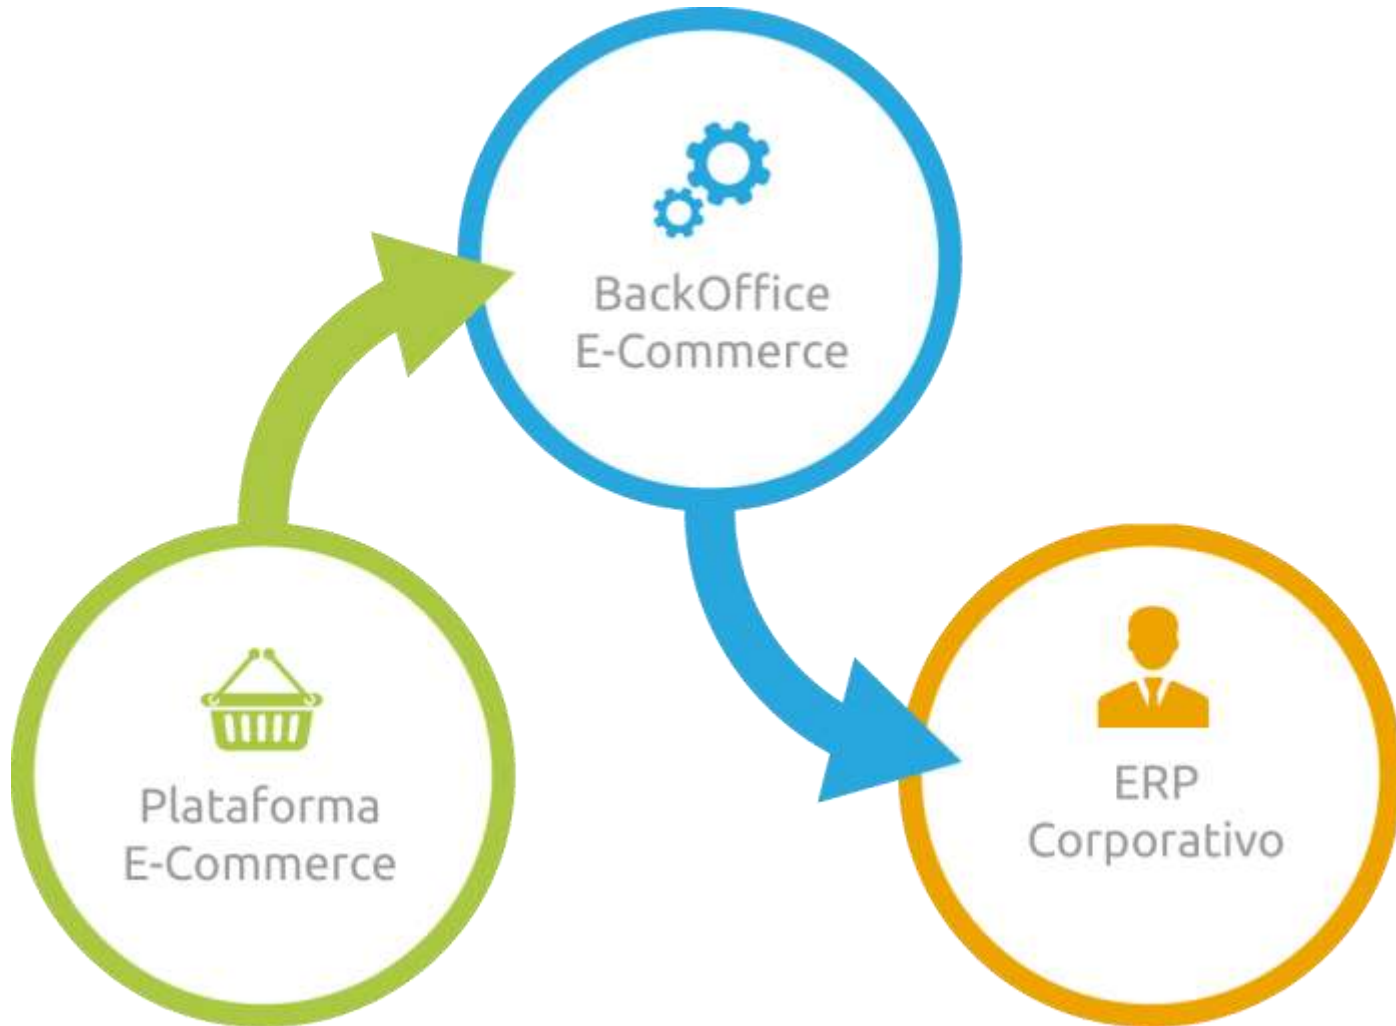 BackOffice
E-Commerce
Plataforma
E-Commerce
ERP
Corporativo